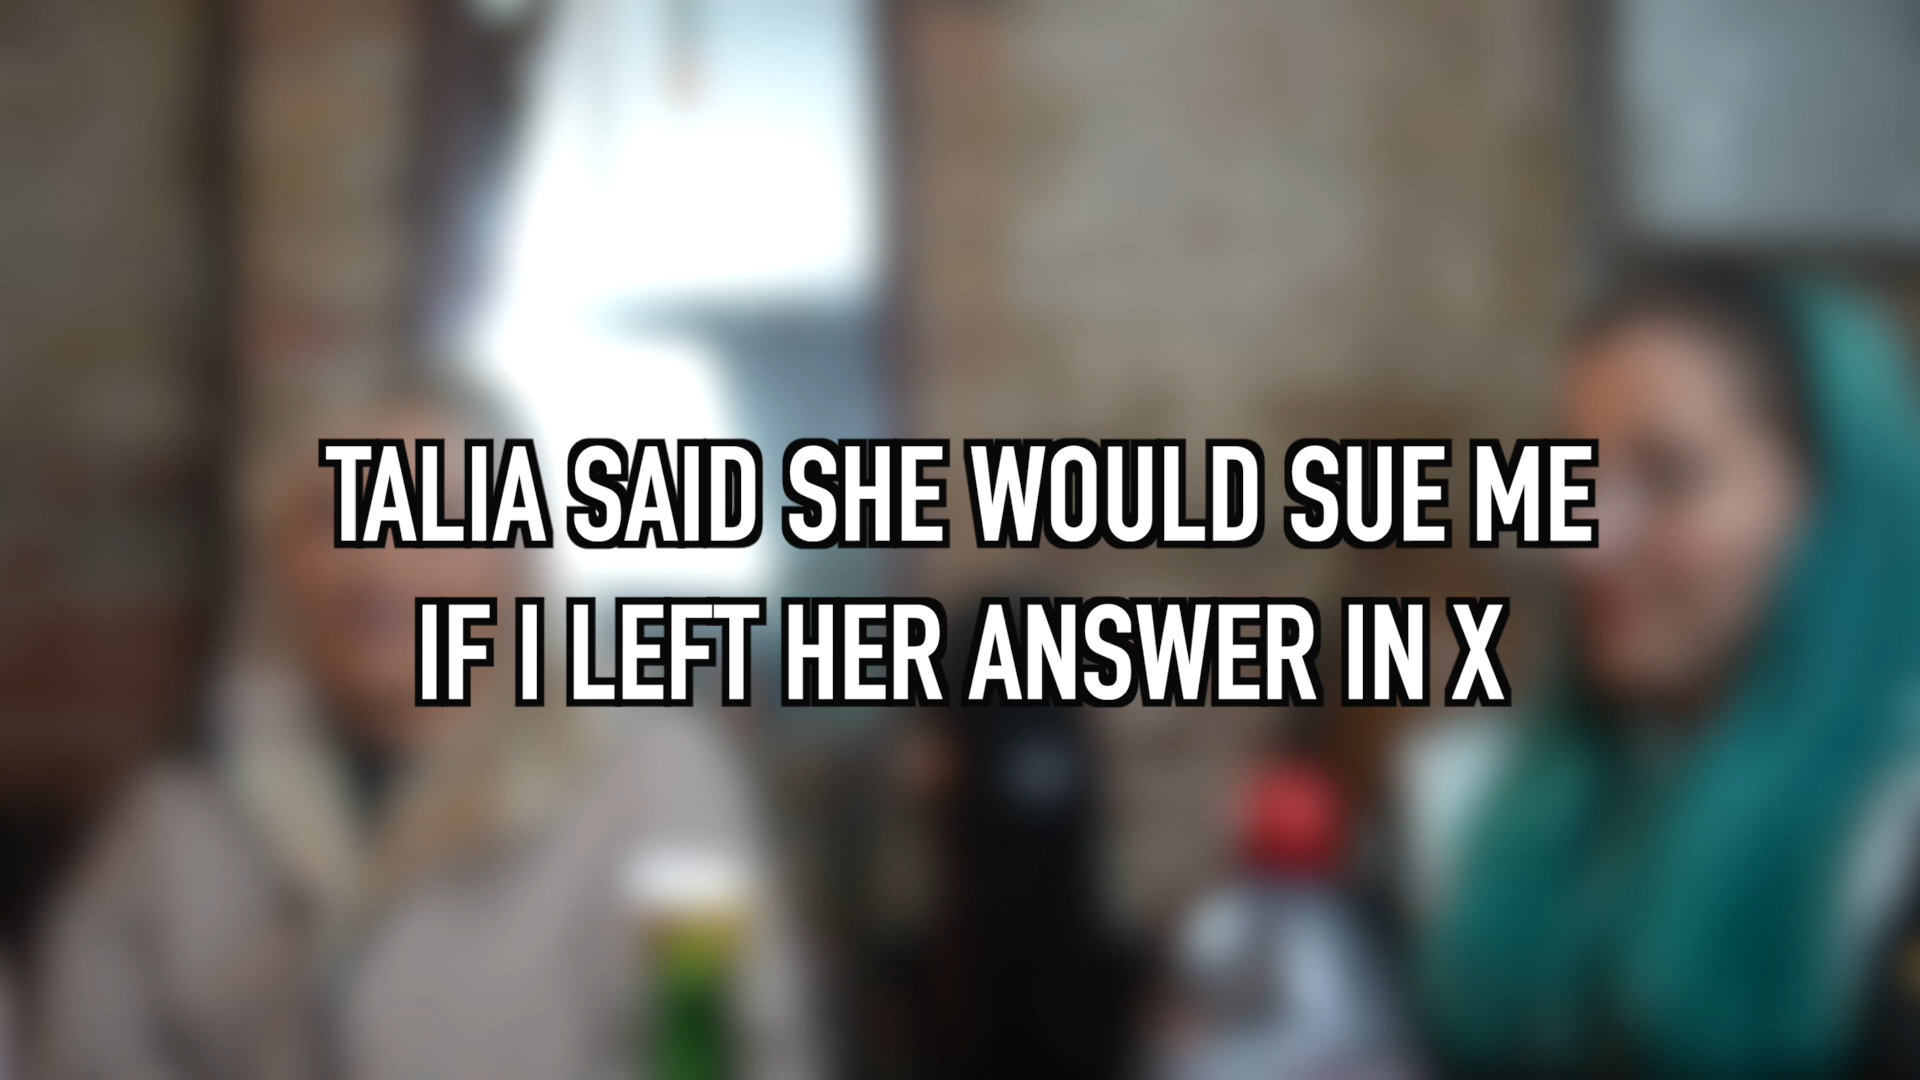 TALIA SAID SHE WOULD SUE ME
IF I LEFT HER ANSWER IN X